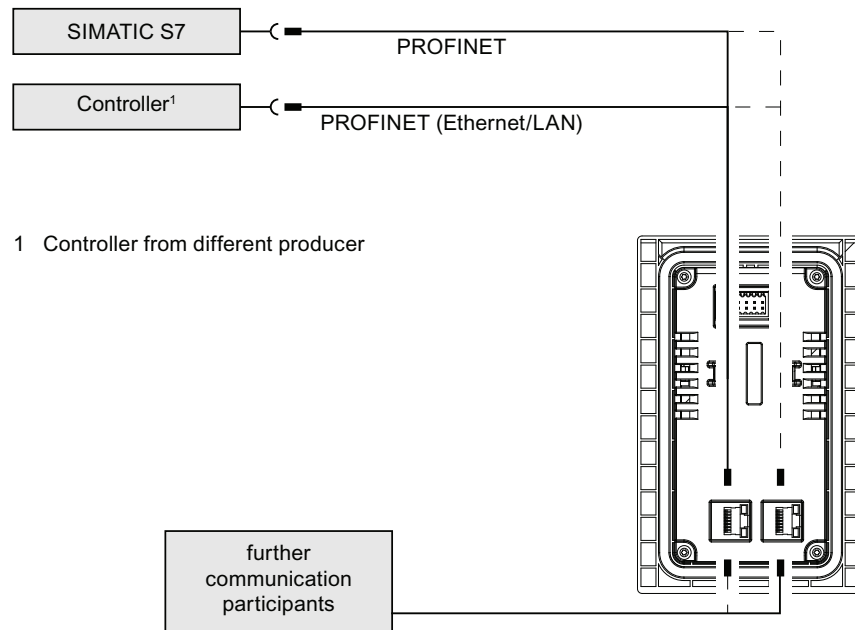 SIMATIC S7
PROFINET
Controller¹
PROFINET (Ethernet/LAN)
1 Controller from different producer
further
communication
participants